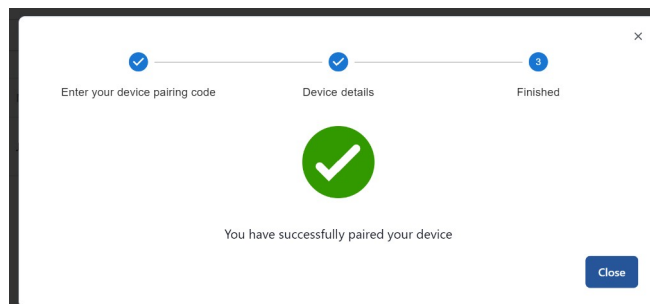 3
Enter your device pairing code
Device details
Finished
You have successfully paired your device
Close